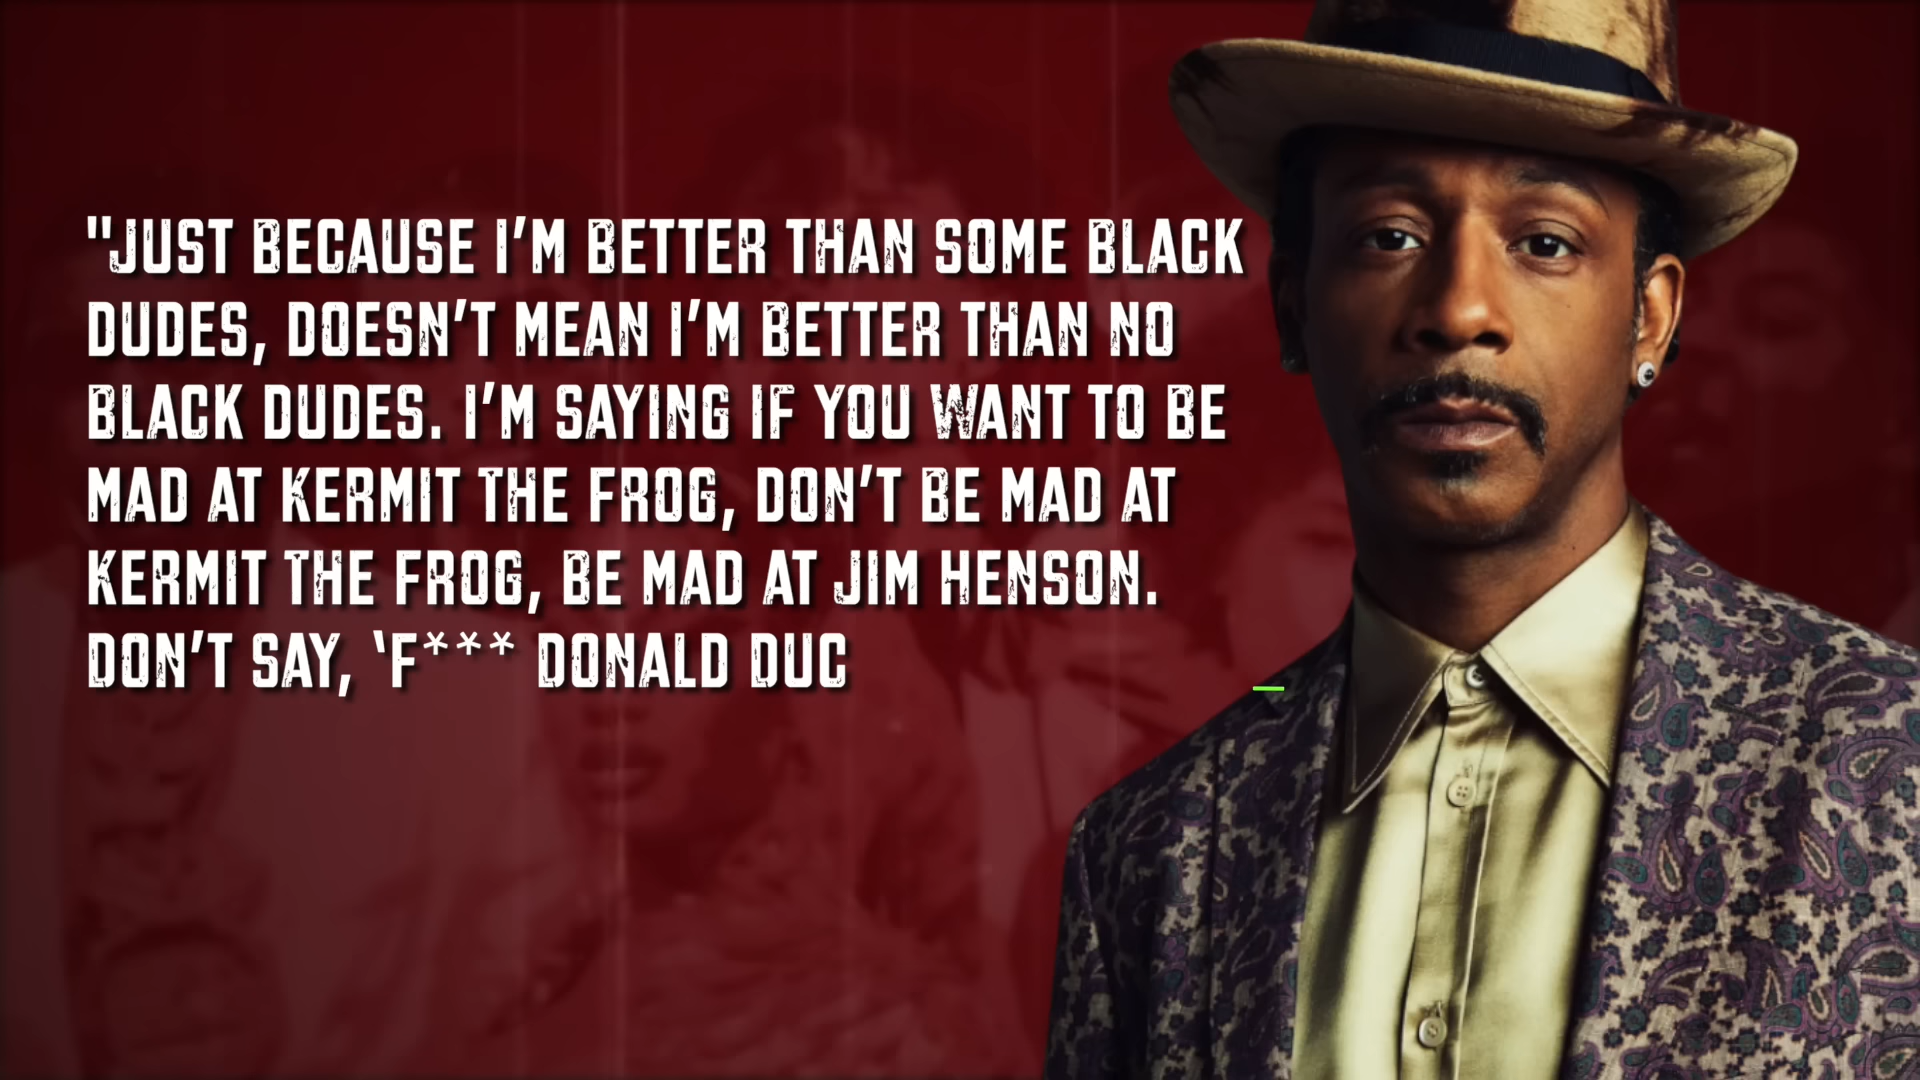 "JUST BECAUSE I'M BETTER THAN SOME BLACK
DUDES, DOESN'T MEAN I'M BETTER THAN NO
BLACK DUDES. I'M SAYING IF YOU WANT TO BE
MAD AT KERMIT THE FROG, DON'T BE MAD AT
KERMIT THE FROG, BE MAD AT JIM HENSON.
DON'T SAY, ‘F*** DONALD DUC